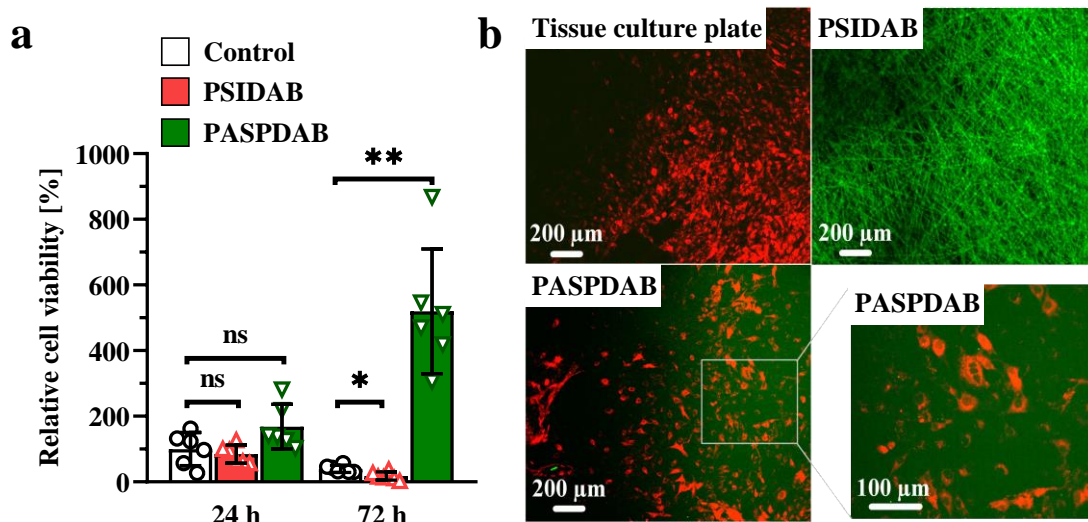 a
Control
PSIDAB
PASPDAB
Relative cell viability [%]
1000
800
600
400
200
0
ns
ns
*
**
24 h
72 h
b
Tissue culture plate
PSIDAB
200 µm
200 µm
PASPDAB
PASPDAB
200 µm
100 µm